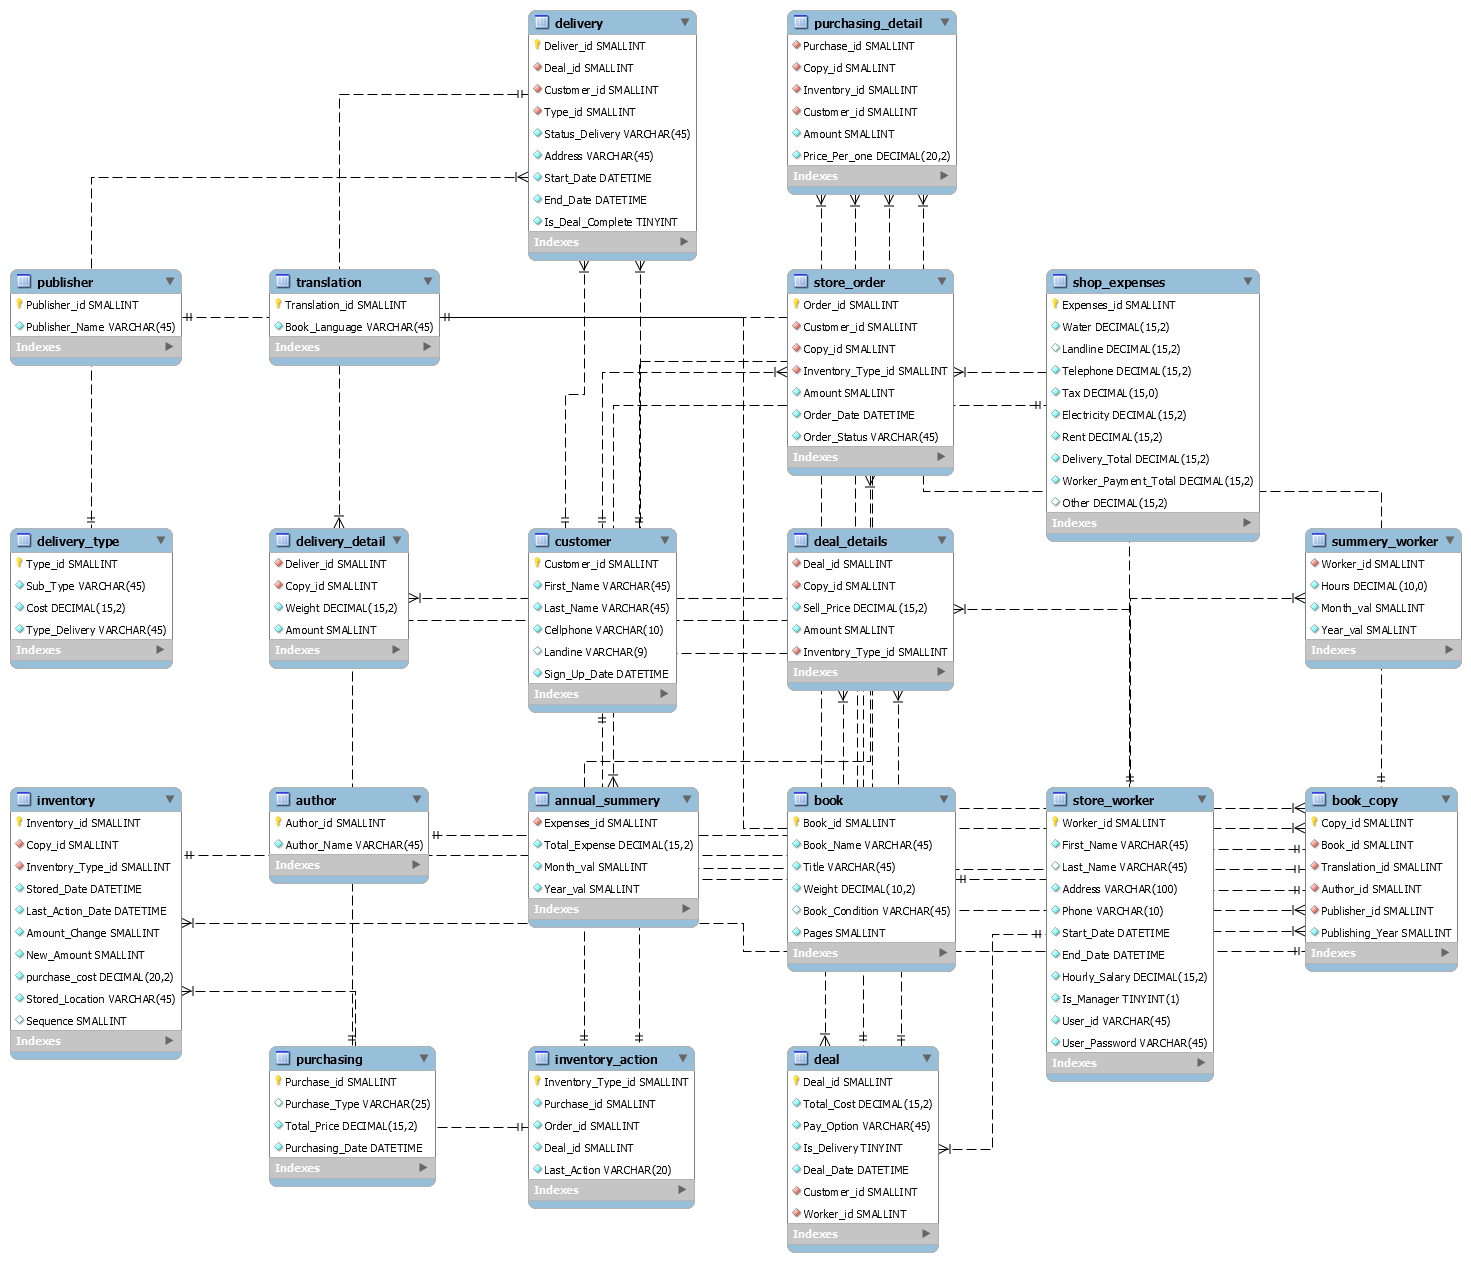 delivery
Deliver_id SMALLINT
Deal_id SMALLINT
Customer_id SMALLINT
Type_id SMALLINT
Status_Delivery VARCHAR(45)
Address VARCHAR(45)
Start_Date DATETIME
End_Date DATETIME
Is_Deal_Complete TINYINT
Indexes
purchasing_detail
Purchase_id SMALLINT
Copy_id SMALLINT
Inventory_id SMALLINT
Customer_id SMALLINT
Amount SMALLINT
Price_Per_one DECIMAL(20,2)
Indexes
publisher
Publisher_id SMALLINT
Publisher_Name VARCHAR(45)
Indexes
translation
Translation_id SMALLINT
Book_Language VARCHAR(45)
Indexes
store_order
Order_id SMALLINT
Customer_id SMALLINT
Copy_id SMALLINT
Inventory_Type_id SMALLINT
Amount SMALLINT
Order_Date DATETIME
Order_Status VARCHAR(45)
Indexes
shop_expenses
Expenses_id SMALLINT
Water DECIMAL(15,2)
Landline DECIMAL(15,2)
Telephone DECIMAL(15,2)
Tax DECIMAL(15,0)
Electricity DECIMAL(15,2)
Rent DECIMAL(15,2)
Delivery_Total DECIMAL(15,2)
Worker_Payment_Total DECIMAL(15,2)
Other DECIMAL(15,2)
Indexes
delivery_type
Type_id SMALLINT
Sub_Type VARCHAR(45)
Cost DECIMAL(15,2)
Type_Delivery VARCHAR(45)
Indexes
delivery_detail
Deliver_id SMALLINT
Copy_id SMALLINT
Weight DECIMAL(15,2)
Amount SMALLINT
Indexes
customer
Customer_id SMALLINT
First_Name VARCHAR(45)
Last_Name VARCHAR(45)
Cellphone VARCHAR(10)
Landine VARCHAR(9)
Sign_Up_Date DATETIME
Indexes
deal_details
Deal_id SMALLINT
Copy_id SMALLINT
Sell_Price DECIMAL(15,2)
Amount SMALLINT
Inventory_Type_id SMALLINT
Indexes
summery_worker
Worker_id SMALLINT
Hours DECIMAL(10,0)
Month_val SMALLINT
Year_val SMALLINT
Indexes
inventory
Inventory_id SMALLINT
Copy_id SMALLINT
Inventory_Type_id SMALLINT
Stored_Date DATETIME
Last_Action_Date DATETIME
Amount_Change SMALLINT
New_Amount SMALLINT
purchase_cost DECIMAL(20,2)
Stored_Location VARCHAR(45)
Sequence SMALLINT
Indexes
author
Author_id SMALLINT
Author_Name VARCHAR(45)
Indexes
annual_summery
Expenses_id SMALLINT
Total_Expense DECIMAL(15,2)
Month_val SMALLINT
Year_val SMALLINT
Indexes
book
Book_id SMALLINT
Book_Name VARCHAR(45)
Title VARCHAR(45)
Weight DECIMAL(10,2)
Book_Condition VARCHAR(45)
Pages SMALLINT
Indexes
store_worker
Worker_id SMALLINT
First_Name VARCHAR(45)
Last_Name VARCHAR(45)
Address VARCHAR(100)
Phone VARCHAR(10)
Start_Date DATETIME
End_Date DATETIME
Hourly_Salary DECIMAL(15,2)
Is_Manager TINYINT(1)
User_id VARCHAR(45)
User_Password VARCHAR(45)
Indexes
book_copy
Copy_id SMALLINT
Book_id SMALLINT
Translation_id SMALLINT
Author_id SMALLINT
Publisher_id SMALLINT
Publishing_Year SMALLINT
Indexes
purchasing
Purchase_id SMALLINT
Purchase_Type VARCHAR(25)
Total_Price DECIMAL(15,2)
Purchasing_Date DATETIME
Indexes
inventory_action
Inventory_Type_id SMALLINT
Purchase_id SMALLINT
Order_id SMALLINT
Deal_id SMALLINT
Last_Action VARCHAR(20)
Indexes
deal
Deal_id SMALLINT
Total_Cost DECIMAL(15,2)
Pay_Option VARCHAR(45)
Is_Delivery TINYINT
Deal_Date DATETIME
Customer_id SMALLINT
Worker_id SMALLINT
Indexes